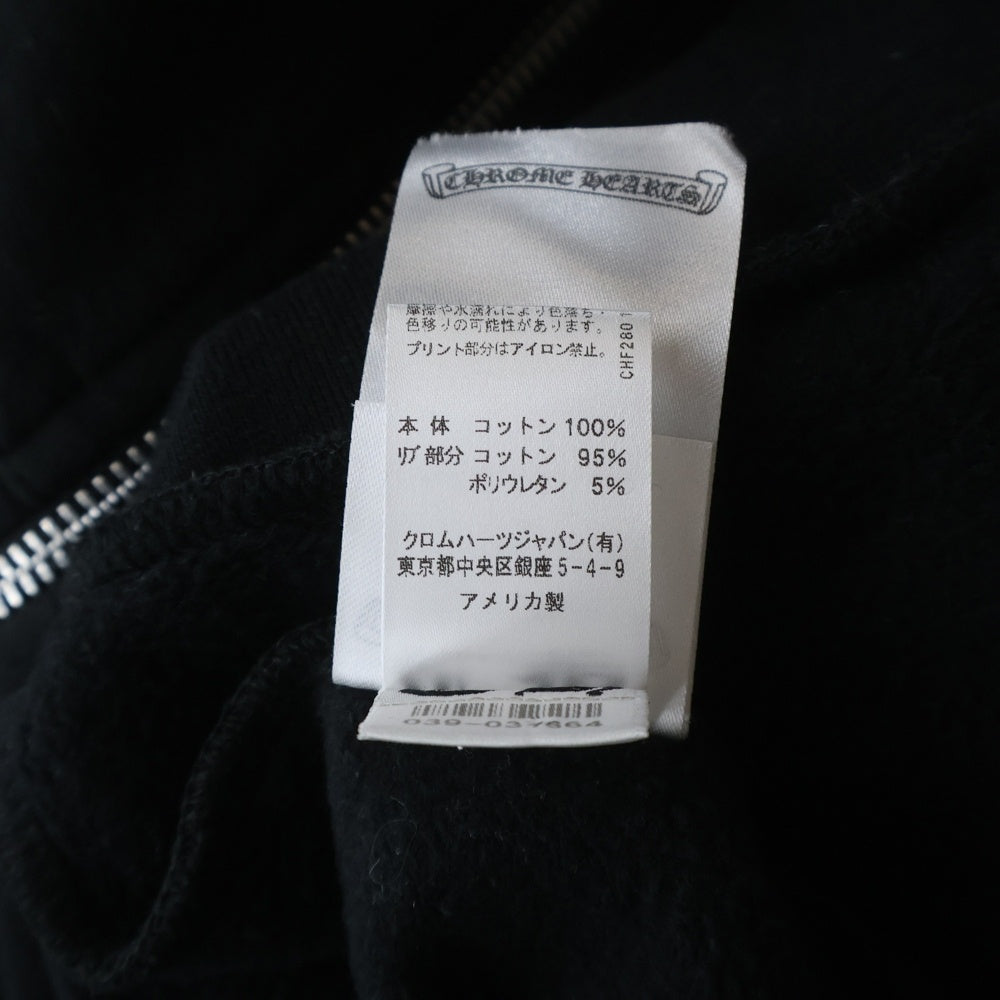 CHROME HEARTS
摩擦や水濡れにより色落ち・
色移りの可能性があります。
プリント部分はアイロン禁止。
CHF2801
本体 コットン 100%
リブ部分 コットン 95%
ポリウレタン 5%
クロムハーツジャパン(有)
東京都中央区銀座5-4-9
アメリカ製
039-037664